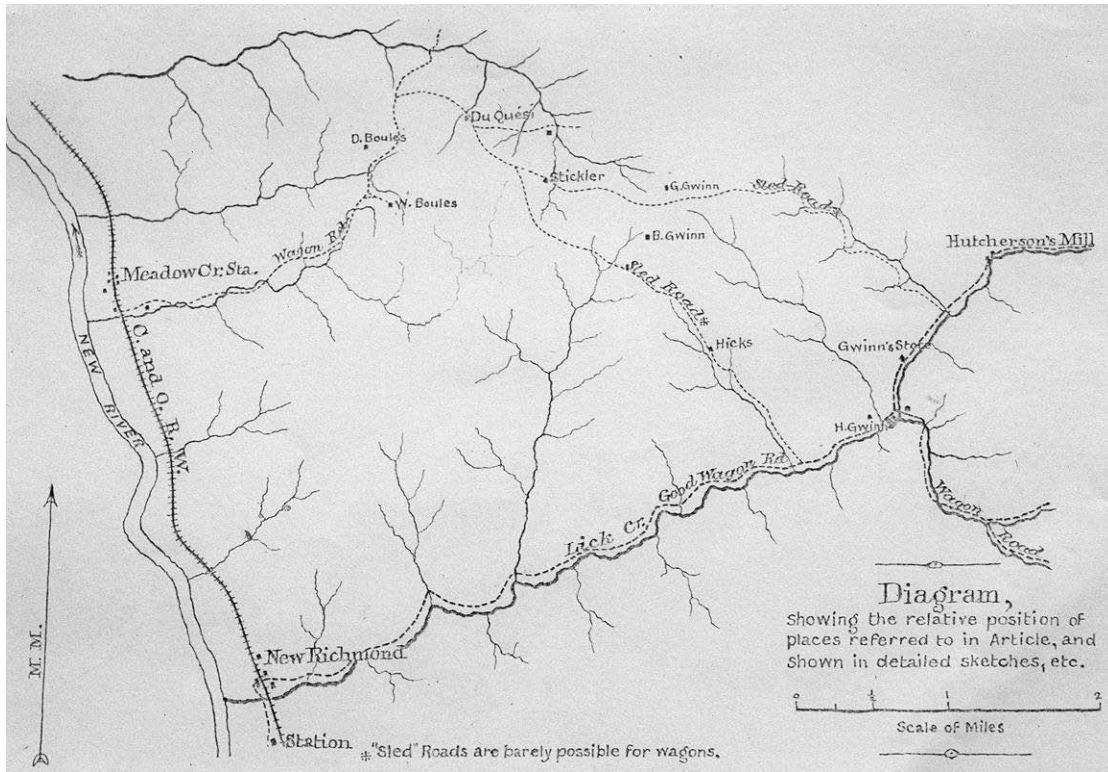 Du Ques
D. Boules
Stickler
G. Gwinn
Sled Road*
W. Boules
Wagon Rd.
B. Gwinn
Hutcherson's Mill
Meadow Cr. Sta.
Sled Road*
NEW RIVER
C. and O. R. W.
Hicks
Gwinn's Store
H. Gwinn
Good Wagon Rd.
Wagon Road
Lick Cr.
Diagram,
Showing the relative position of
places referred to in Article, and
Shown in detailed sketches, etc.
M. M.
New Richmond
0 ½ 1 2
Scale of Miles
Station
*"Sled" Roads are barely possible for wagons.